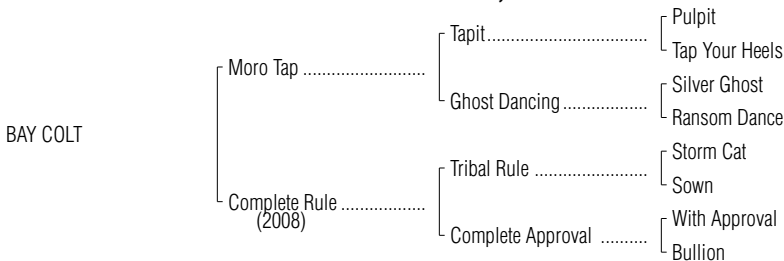 Pulpit
Tapit................................
Tap Your Heels
Moro Tap .........................
Silver Ghost
Ghost Dancing.................
Ransom Dance
BAY COLT
Storm Cat
Tribal Rule .......................
Sown
Complete Rule .................
(2008)
With Approval
Complete Approval ..........
Bullion